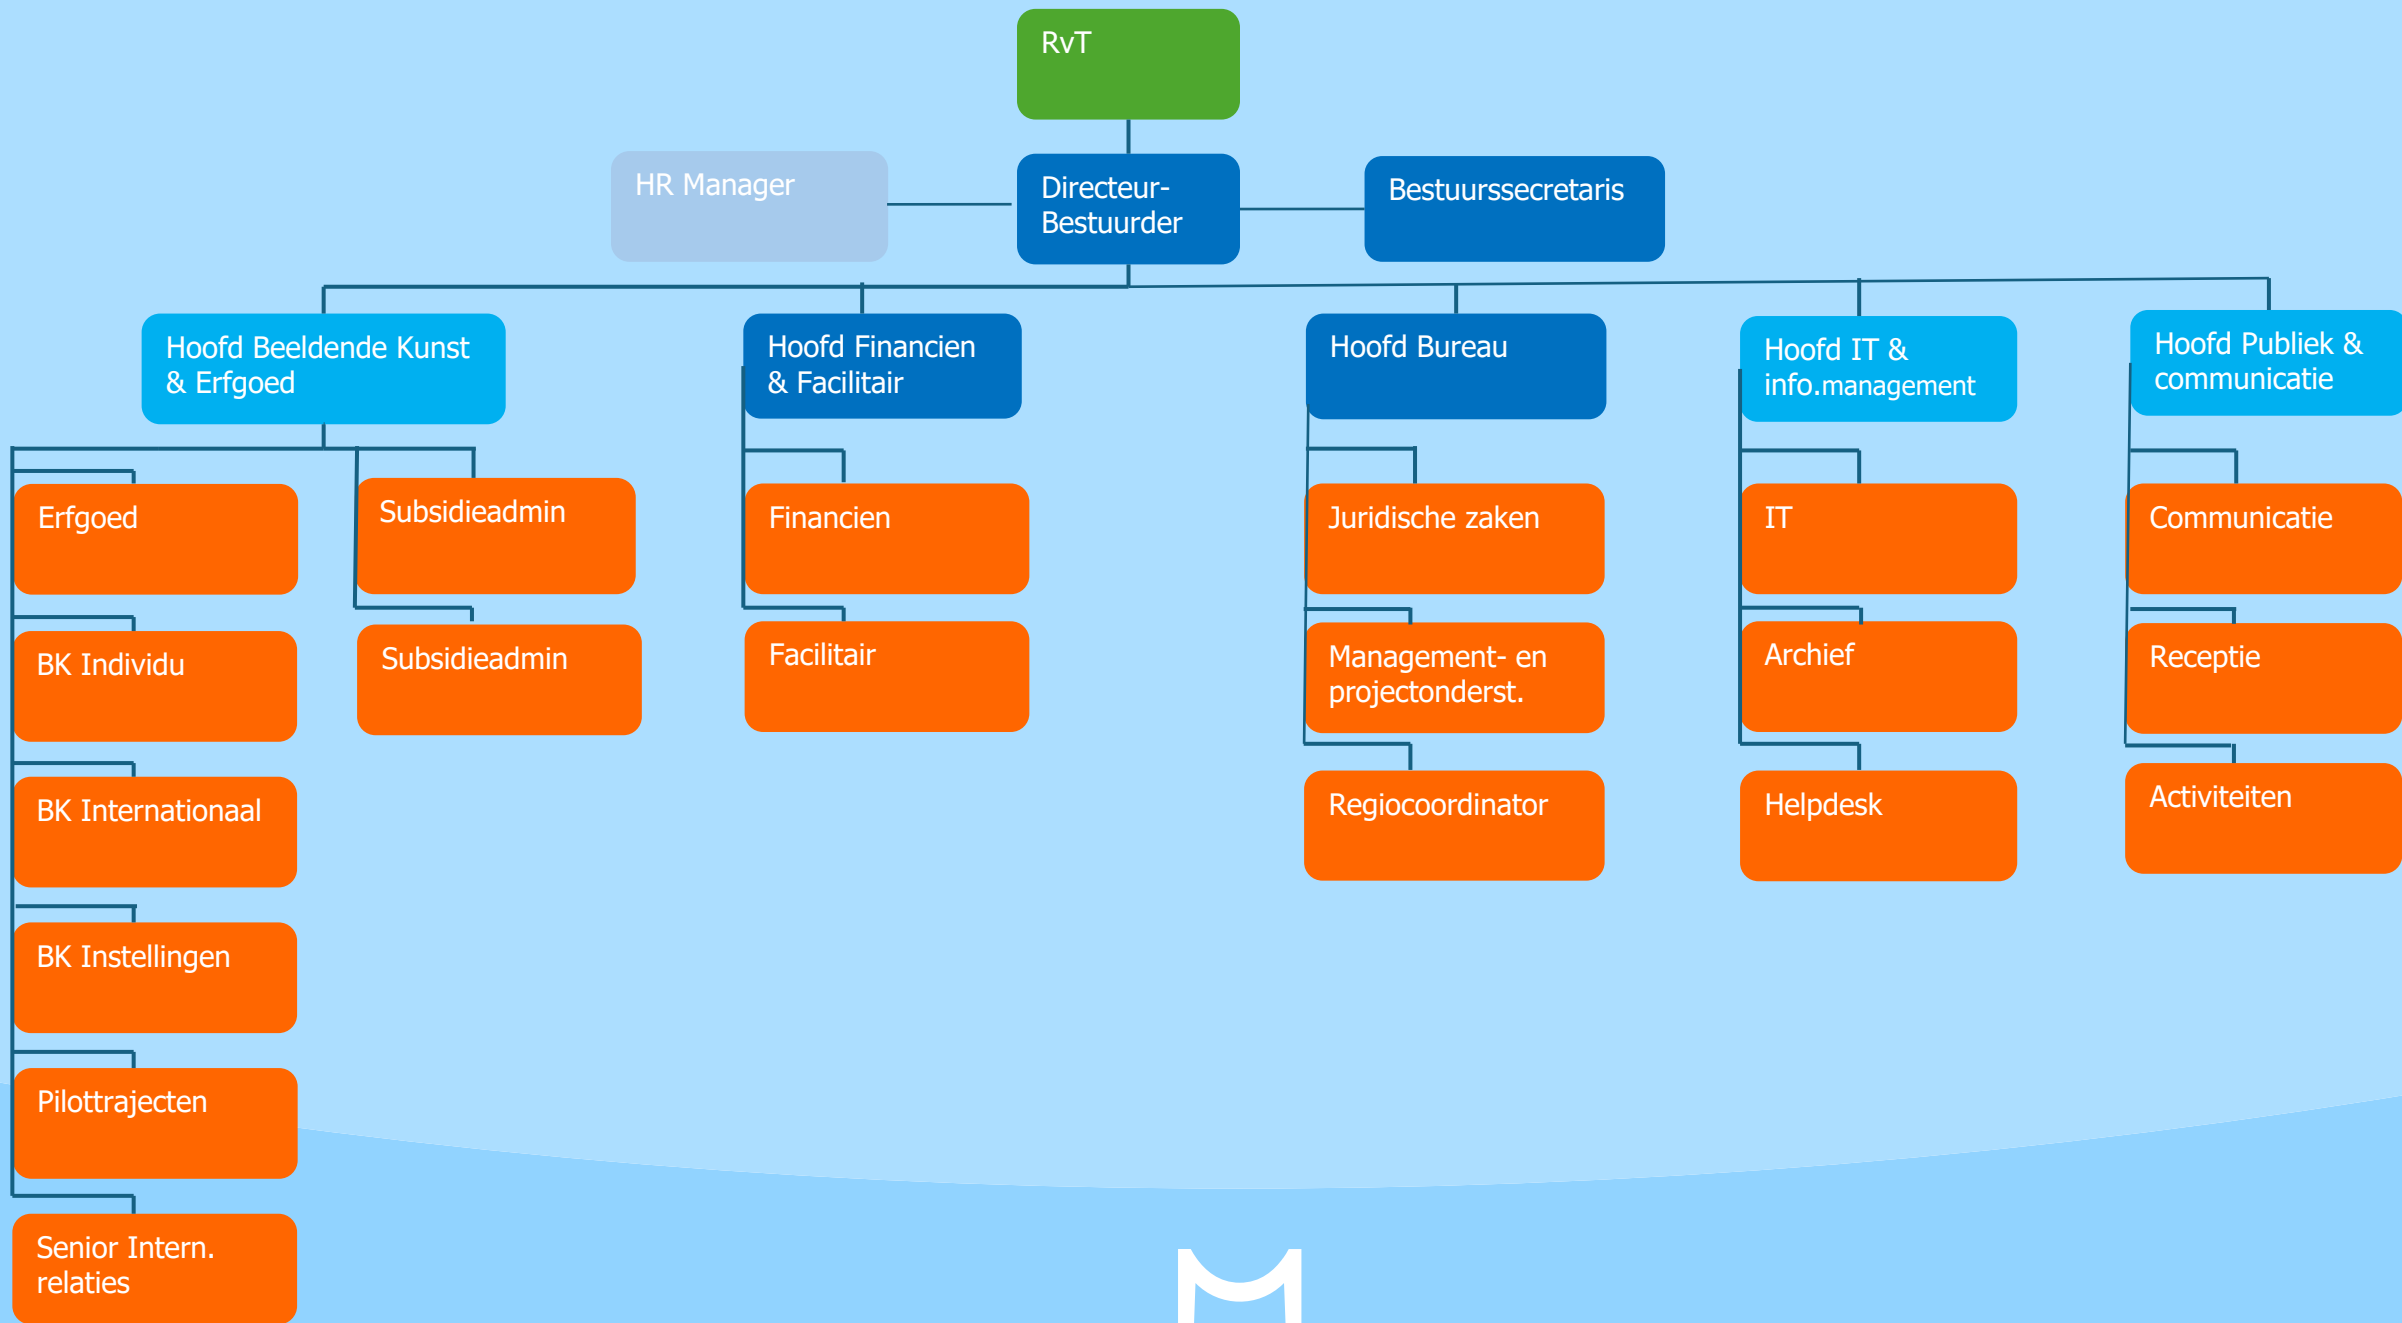 RvT
HR Manager
Directeur-
Bestuurder
Bestuurssecretaris
Hoofd Beeldende Kunst
& Erfgoed
Hoofd Financien
& Facilitair
Hoofd Bureau
Hoofd IT &
info.management
Hoofd Publiek &
communicatie
Erfgoed
Subsidieadmin
Financien
Juridische zaken
IT
Communicatie
BK Individu
Subsidieadmin
Facilitair
Management- en
projectonderst.
Archief
Receptie
BK Internationaal
Regiocoordinator
Helpdesk
Activiteiten
BK Instellingen
Pilottrajecten
Senior Intern.
relaties